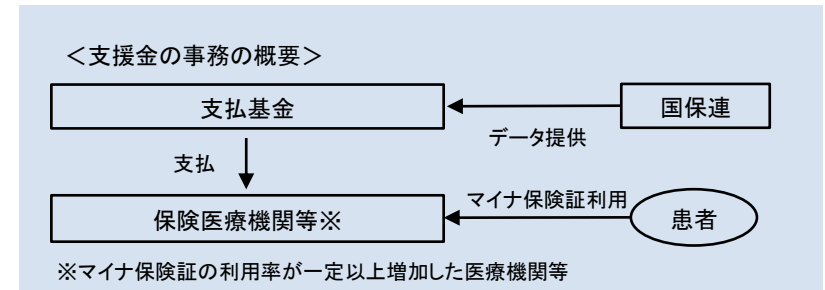 ＜支援金の事務の概要＞
支払基金
国保連
データ提供
支払
マイナ保険証利用
保険医療機関等※
患者
※マイナ保険証の利用率が一定以上増加した医療機関等